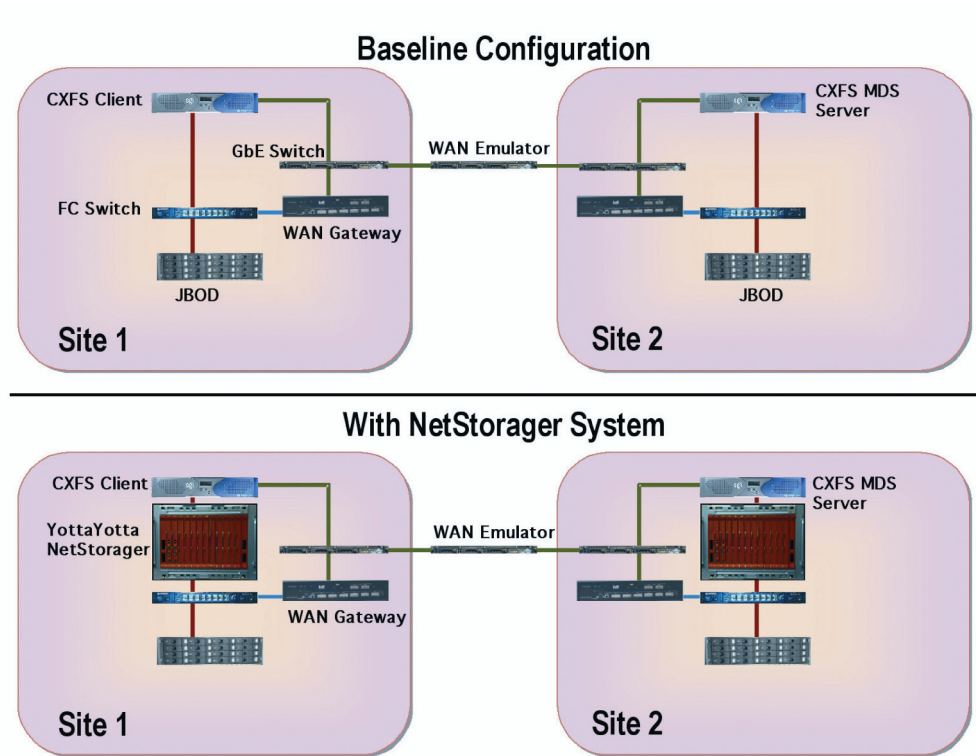 Baseline Configuration
CXFS Client
CXFS MDS
Server
GbE Switch
WAN Emulator
FC Switch
WAN Gateway
JBOD
JBOD
Site 1
Site 2
With NetStorager System
CXFS Client
CXFS MDS
Server
YottaYotta
NetStorager
WAN Emulator
WAN Gateway
Site 1
Site 2